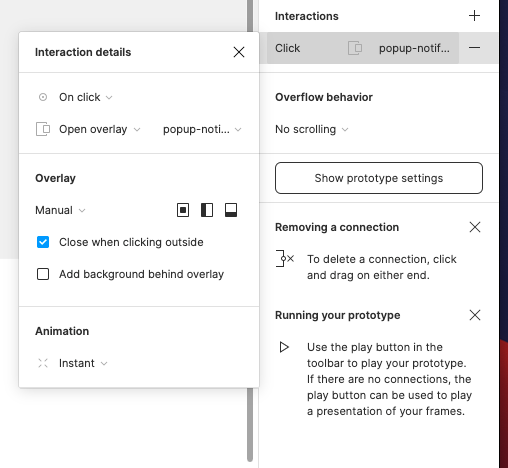 Interactions
Click popup-notif...
Interaction details
On click
Open overlay popup-noti...
Overlay
Manual
Close when clicking outside
Add background behind overlay
Animation
Instant
Overflow behavior
No scrolling
Show prototype settings
Removing a connection
To delete a connection, click
and drag on either end.
Running your prototype
Use the play button in the
toolbar to play your prototype.
If there are no connections, the
play button can be used to play
a presentation of your frames.